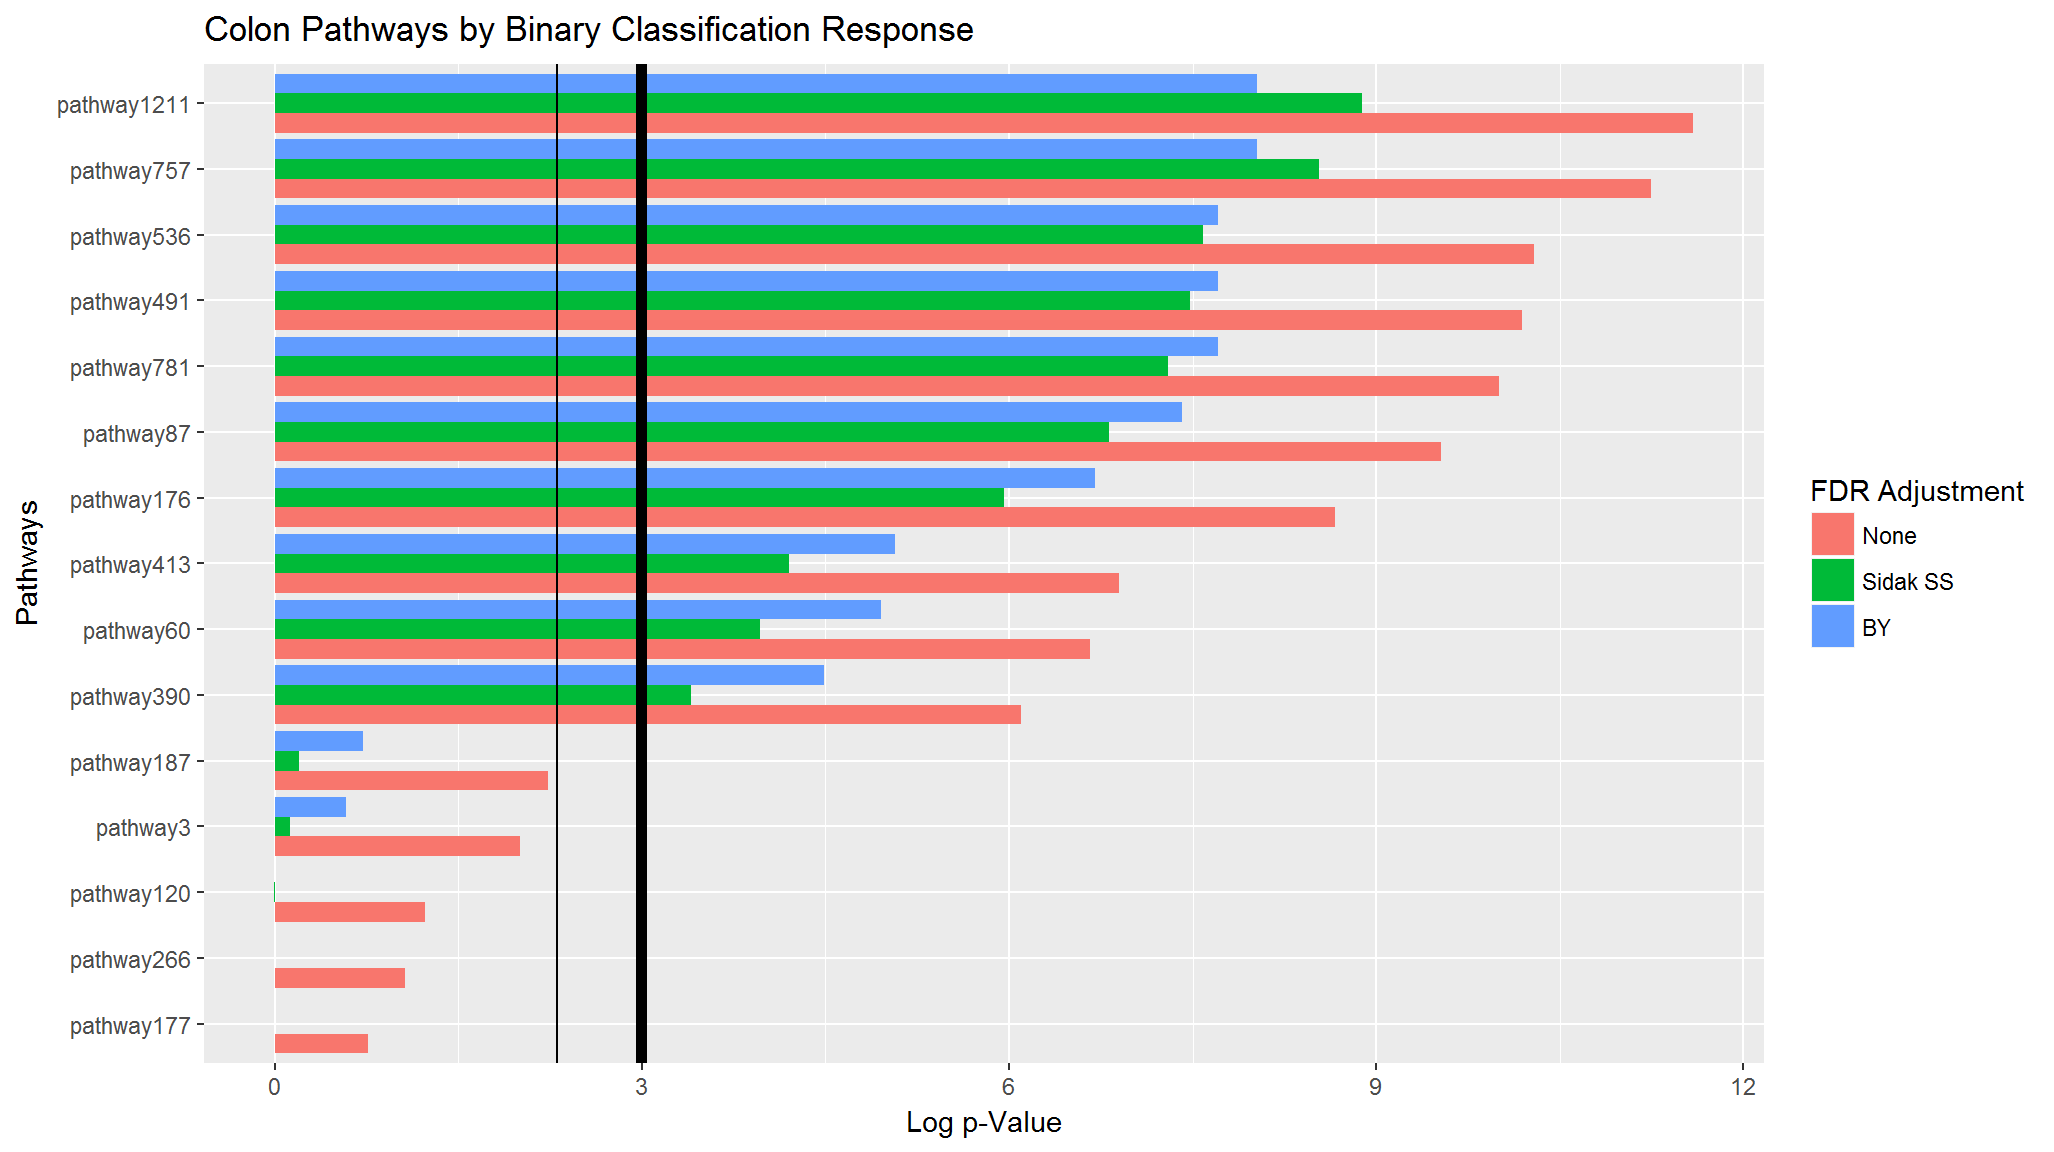 Colon Pathways by Binary Classification Response
pathway1211
pathway757
pathway536
pathway491
pathway781
pathway87
pathway176
pathway413
pathway60
pathway390
pathway187
pathway3
pathway120
pathway266
pathway177
Pathways
0 3 6 9 12
Log p-Value
FDR Adjustment
None
Sidak SS
BY